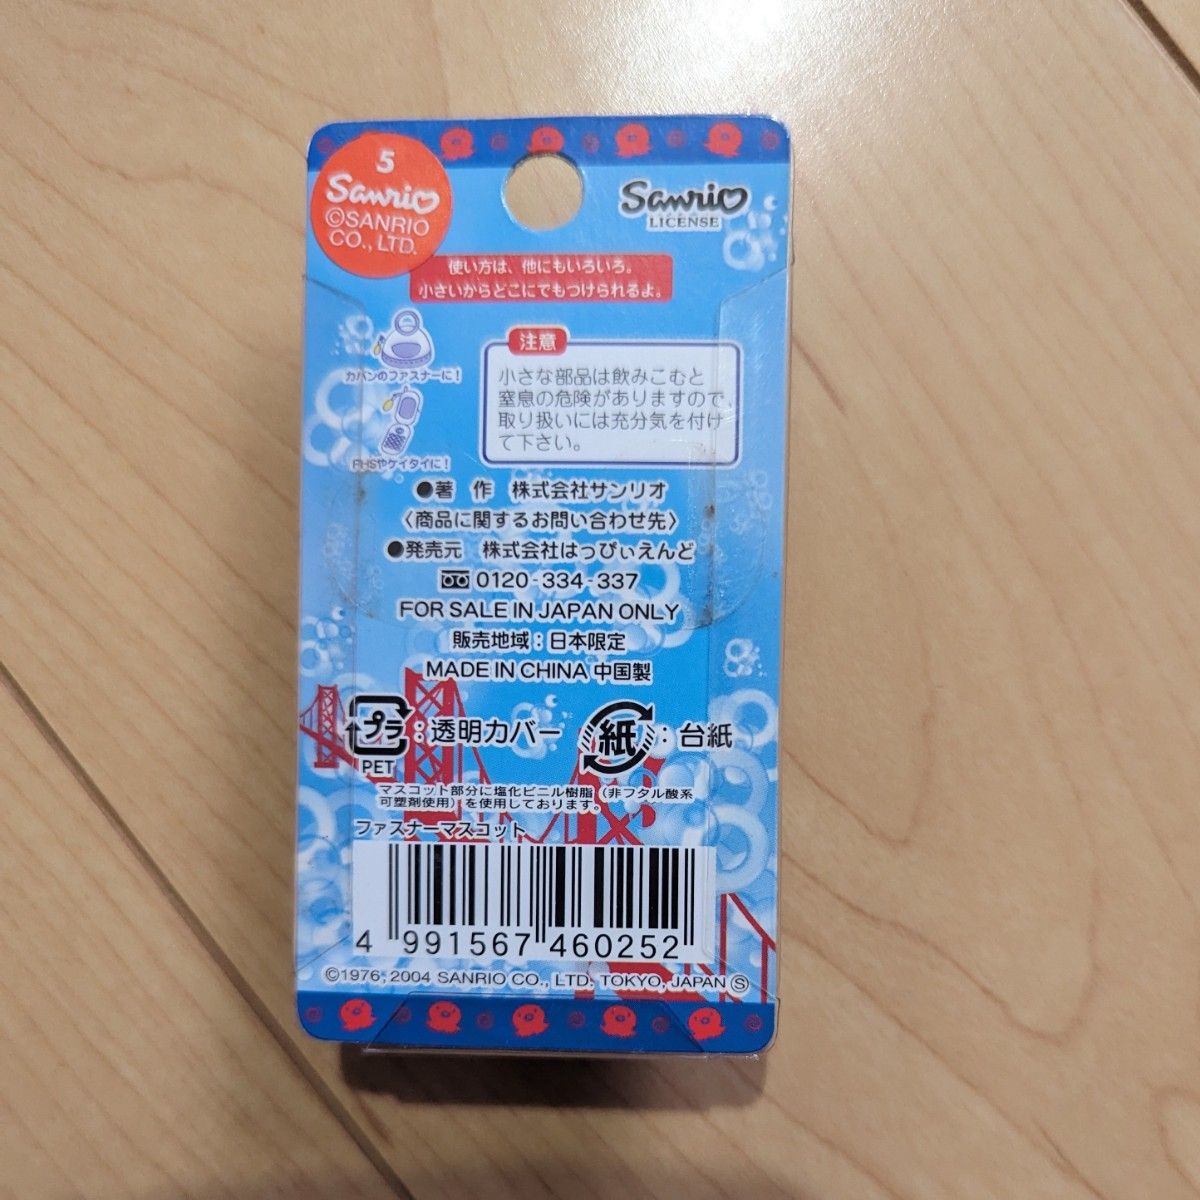 5
Sanrio
©SANRIO
CO., LTD.
Sanrio
LICENSE
使い方は、他にもいろいろ。
小さいからどこにでもつけられるよ。
カバンのファスナーに!
PHSやケイタイに!
注意
小さな部品は飲みこむと
窒息の危険がありますので、
取り扱いには充分気を付け
て下さい。
●著 作 株式会社サンリオ
〈商品に関するお問い合わせ先〉
●発売元 株式会社はっぴぃえんど
0120-334-337
FOR SALE IN JAPAN ONLY
販売地域:日本限定
MADE IN CHINA 中国製
プラ:透明カバー 紙:台紙
PET
マスコット部分に塩化ビニル樹脂(非フタル酸系
可塑剤使用)を使用しております。
ファスナーマスコット
4 991567 460252
©1976, 2004 SANRIO CO., LTD. TOKYO, JAPAN Ⓢ